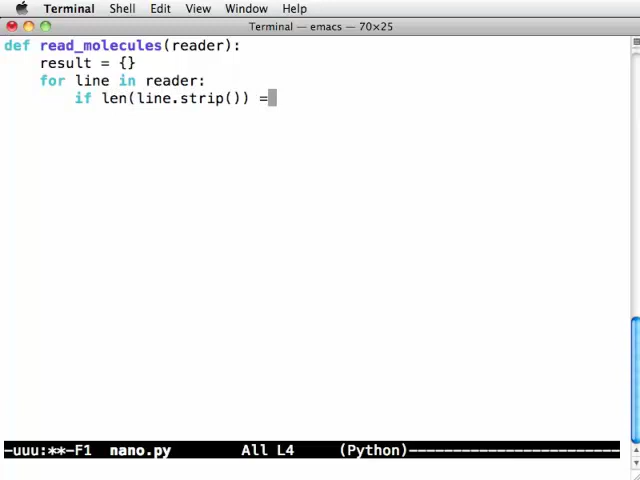 Terminal Shell Edit View Window Help
Terminal — emacs — 70×25
def read_molecules(reader):
    result = {}
    for line in reader:
        if len(line.strip()) =
-uuu:**-F1  nano.py        All L4     (Python)------------------------